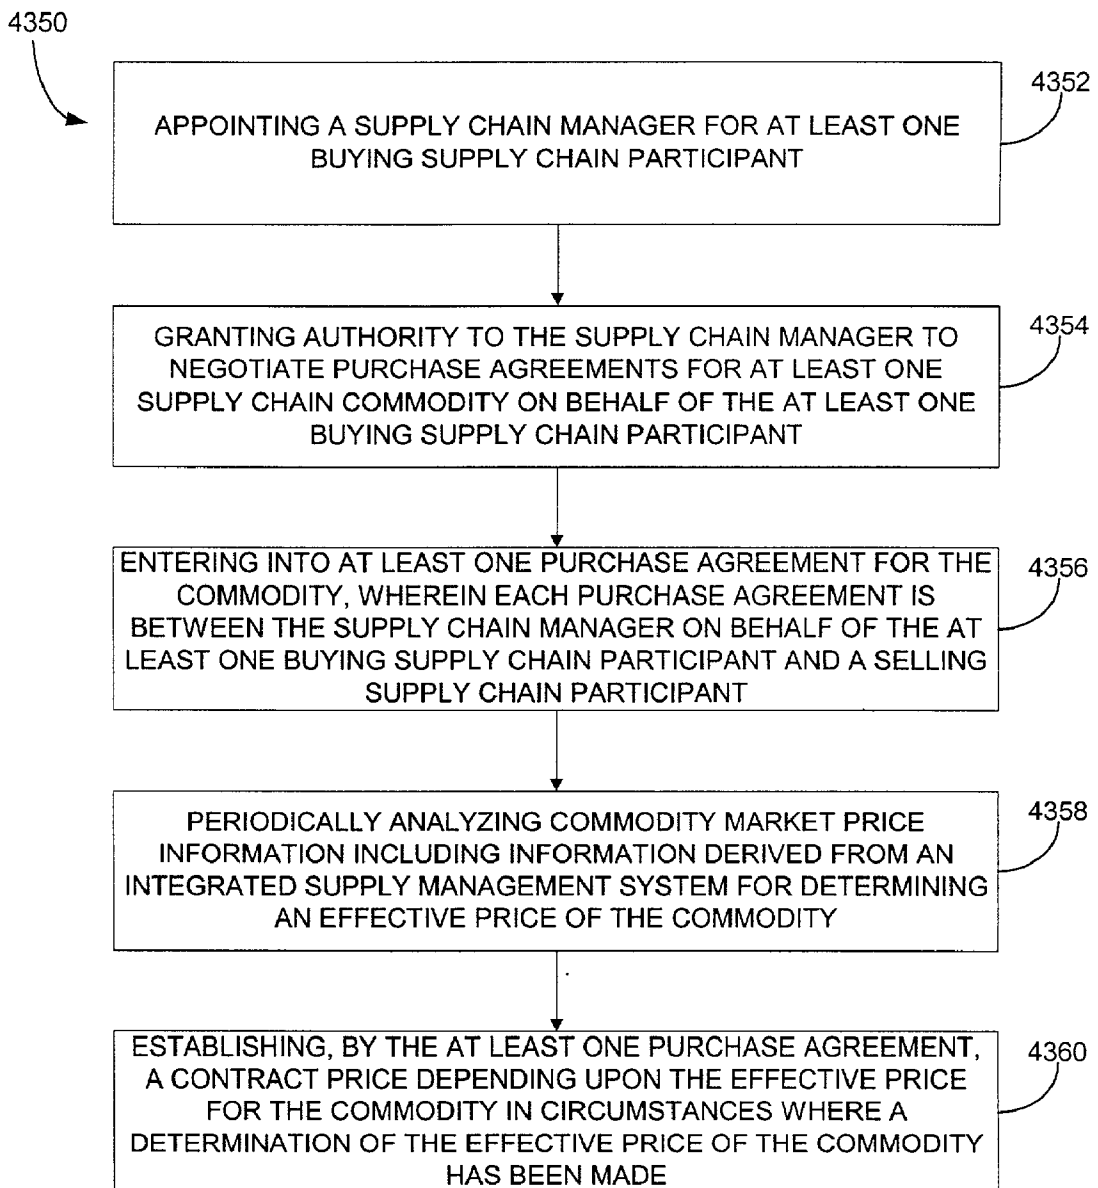 4350
4352
APPOINTING A SUPPLY CHAIN MANAGER FOR AT LEAST ONE
BUYING SUPPLY CHAIN PARTICIPANT
4354
GRANTING AUTHORITY TO THE SUPPLY CHAIN MANAGER TO
NEGOTIATE PURCHASE AGREEMENTS FOR AT LEAST ONE
SUPPLY CHAIN COMMODITY ON BEHALF OF THE AT LEAST ONE
BUYING SUPPLY CHAIN PARTICIPANT
4356
ENTERING INTO AT LEAST ONE PURCHASE AGREEMENT FOR THE
COMMODITY, WHEREIN EACH PURCHASE AGREEMENT IS
BETWEEN THE SUPPLY CHAIN MANAGER ON BEHALF OF THE AT
LEAST ONE BUYING SUPPLY CHAIN PARTICIPANT AND A SELLING
SUPPLY CHAIN PARTICIPANT
4358
PERIODICALLY ANALYZING COMMODITY MARKET PRICE
INFORMATION INCLUDING INFORMATION DERIVED FROM AN
INTEGRATED SUPPLY MANAGEMENT SYSTEM FOR DETERMINING
AN EFFECTIVE PRICE OF THE COMMODITY
4360
ESTABLISHING, BY THE AT LEAST ONE PURCHASE AGREEMENT,
A CONTRACT PRICE DEPENDING UPON THE EFFECTIVE PRICE
FOR THE COMMODITY IN CIRCUMSTANCES WHERE A
DETERMINATION OF THE EFFECTIVE PRICE OF THE COMMODITY
HAS BEEN MADE